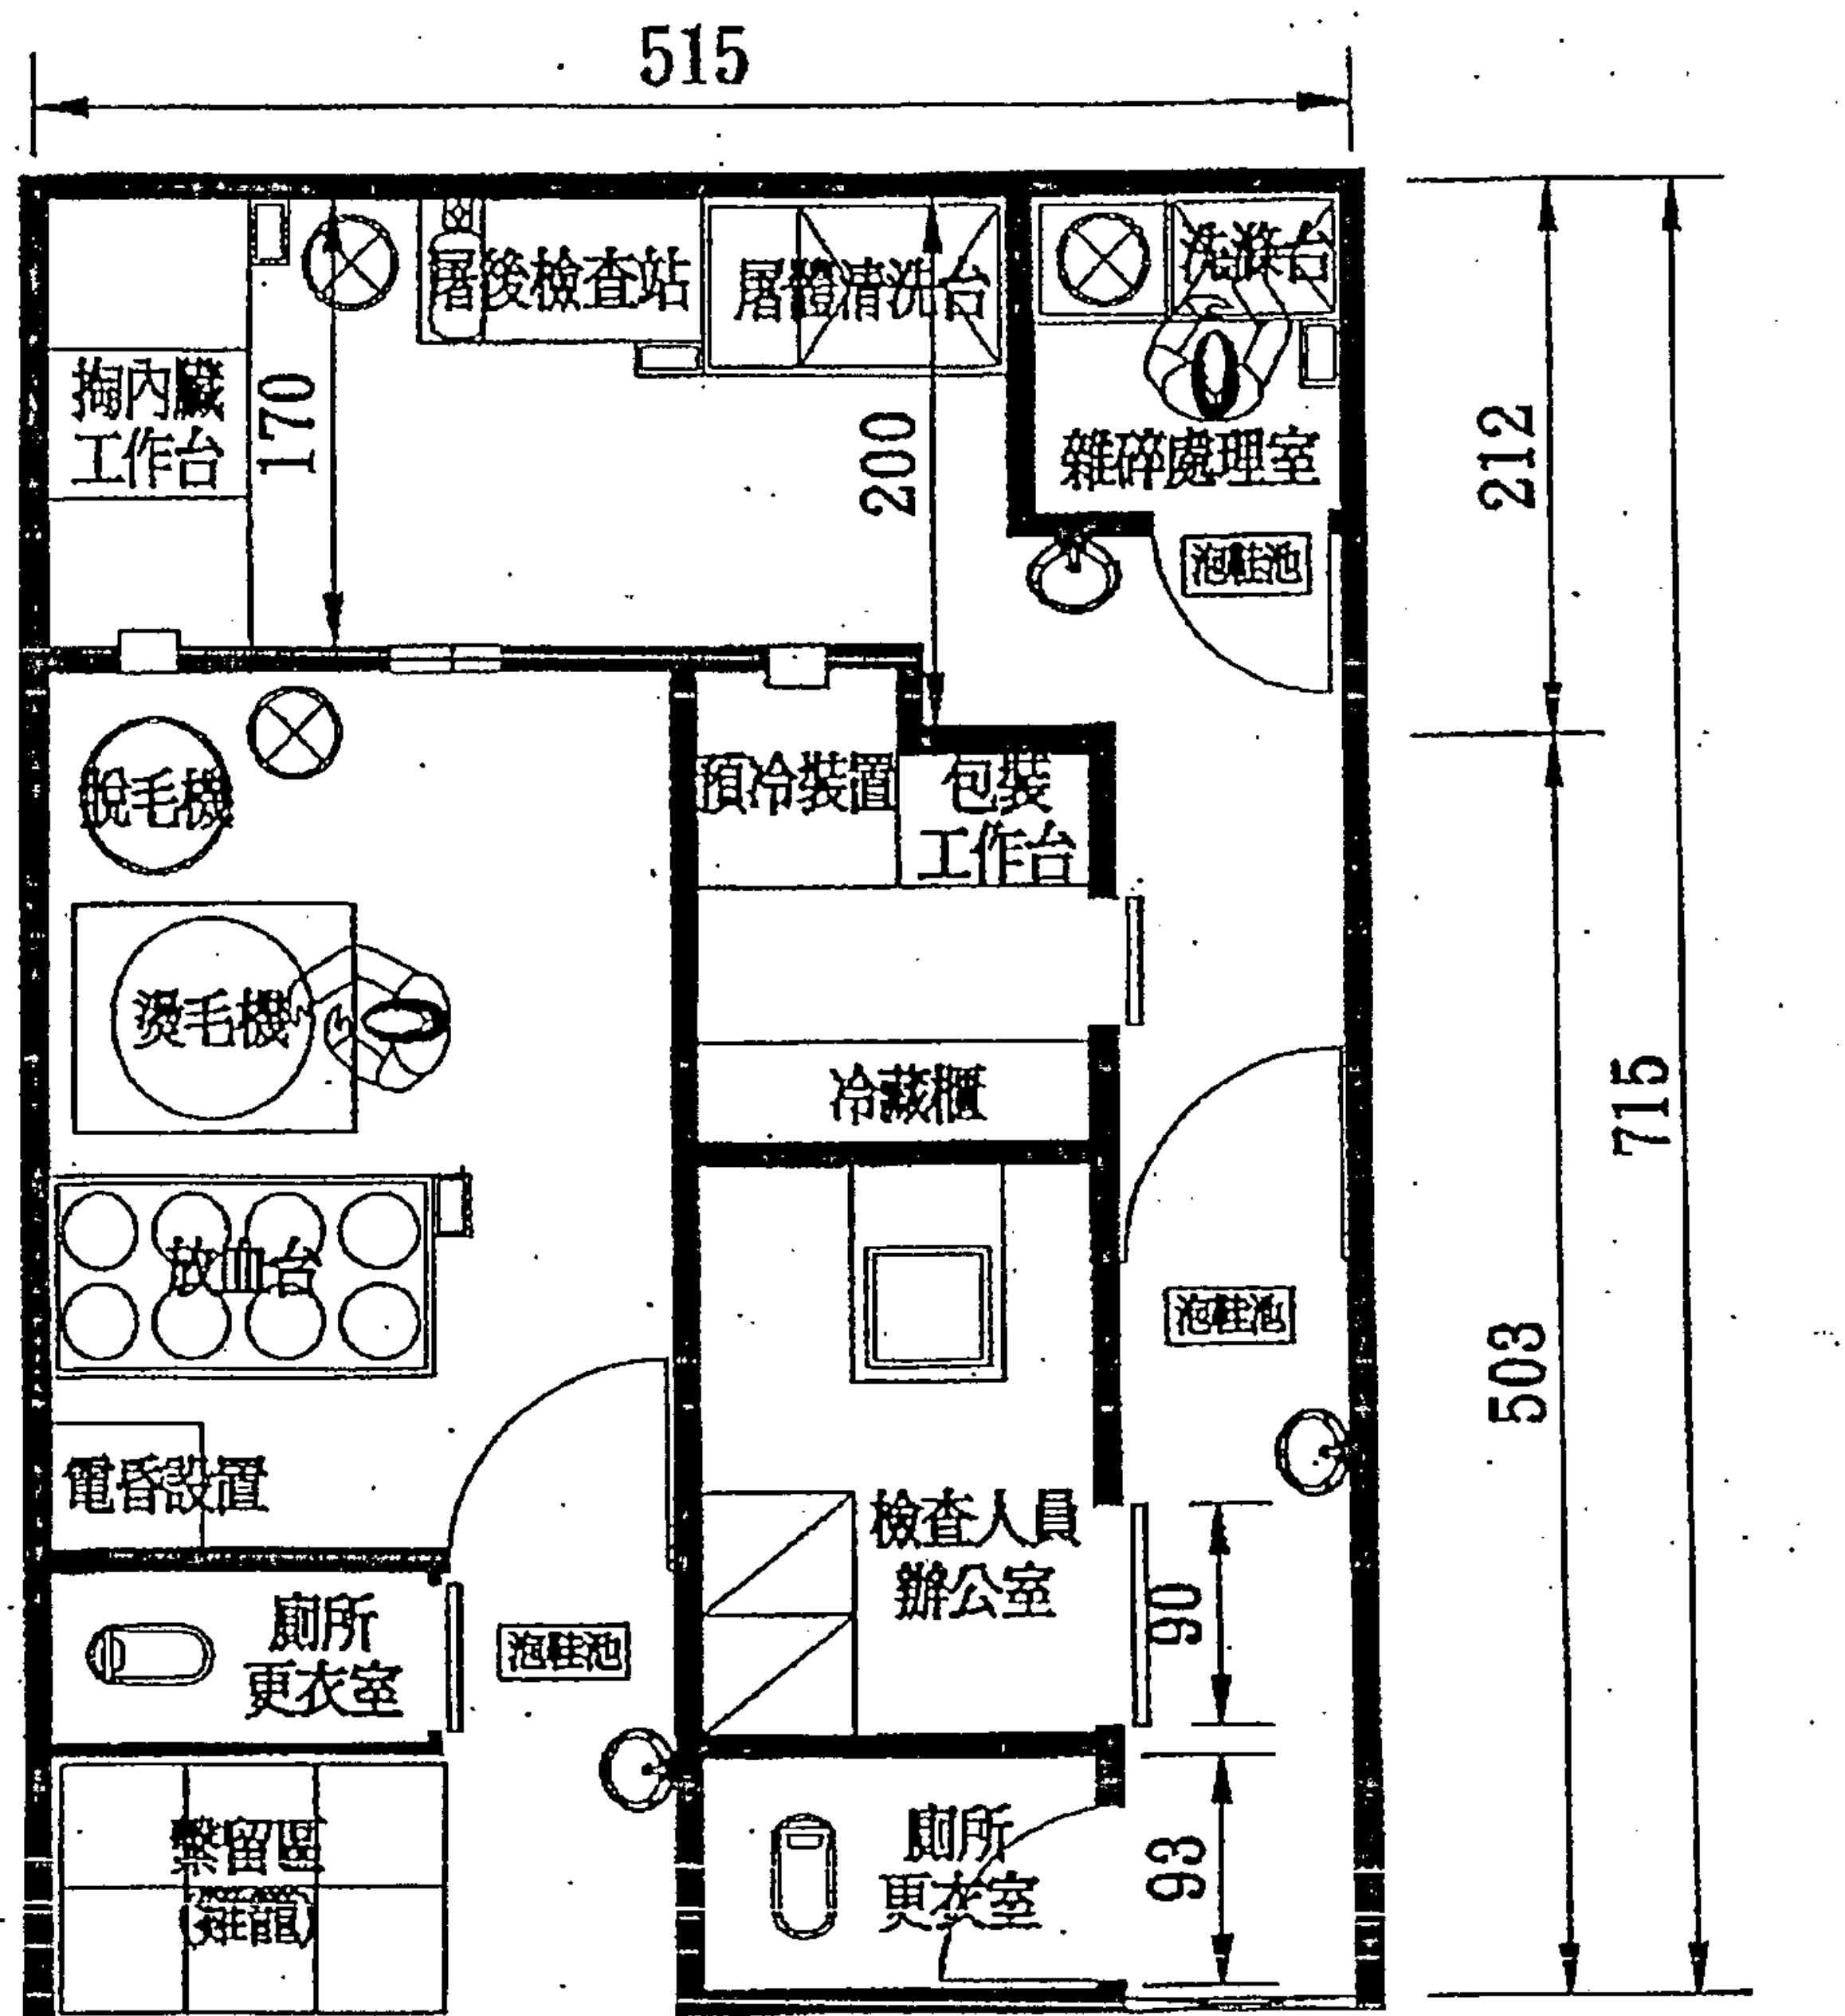 515
屠後檢查站
屠體清洗台
洗滌台
掏內臟
工作台
170
200
212
雜碎處理室
泡鞋池
脫毛機
預冷裝置
包裝
工作台
燙毛機
冷藏櫃
715
放血台
泡鞋池
503
電昏設置
檢查人員
辦公室
90
廁所
更衣室
泡鞋池
繫留區
(雞籠)
廁所
更衣室
93